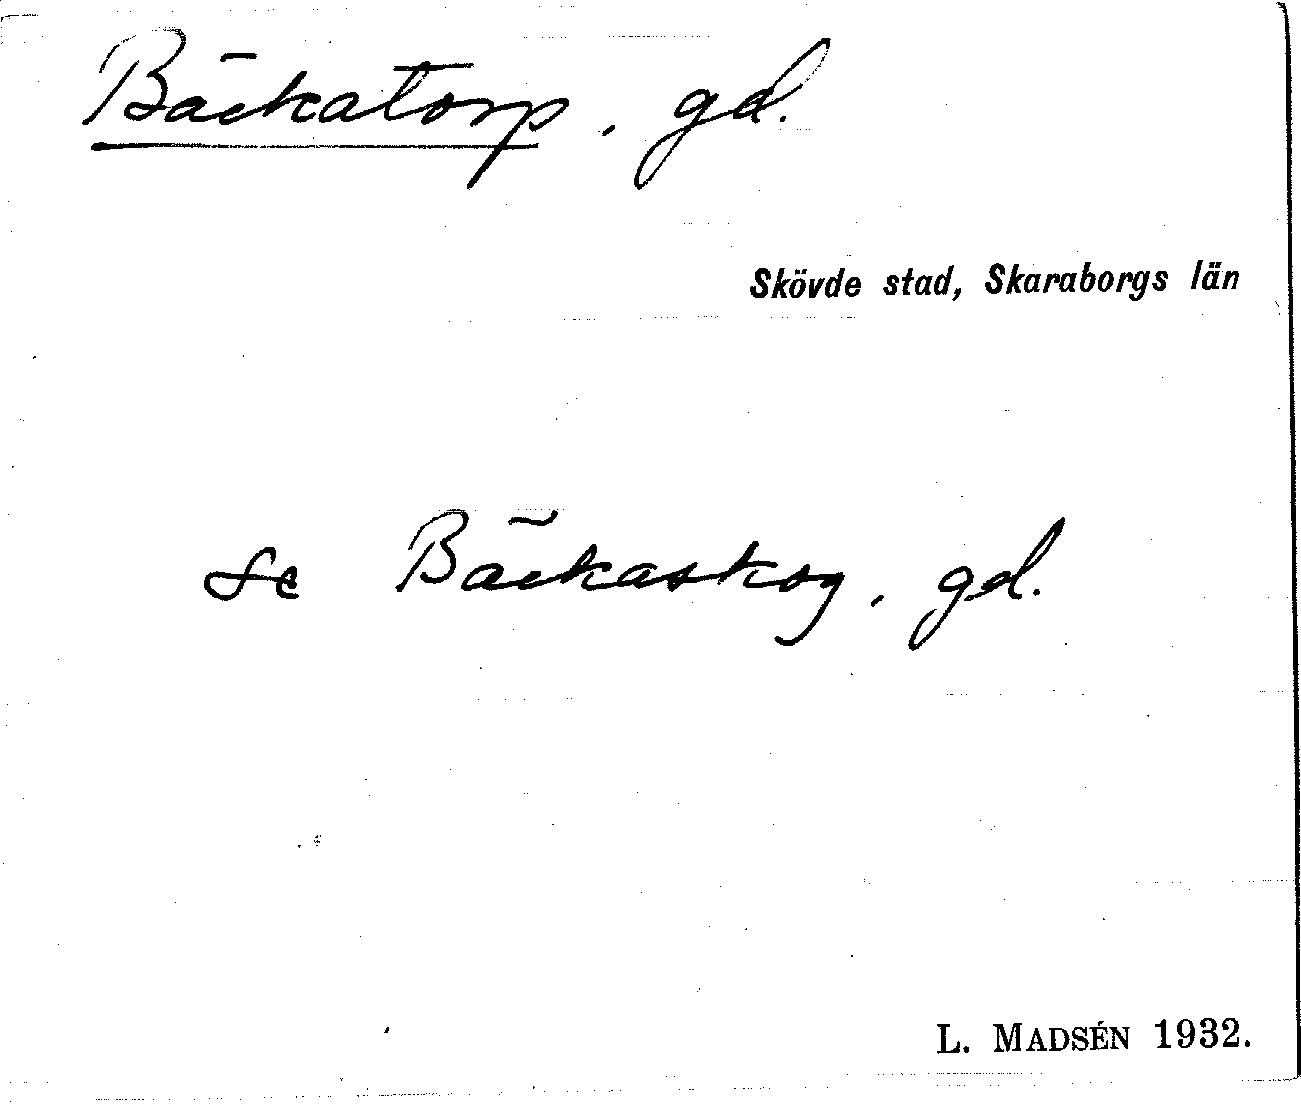 Bäckatorp, gd.
Skövde stad, Skaraborgs län
se Bäckaskog, gd.
L. MADSÉN 1932.